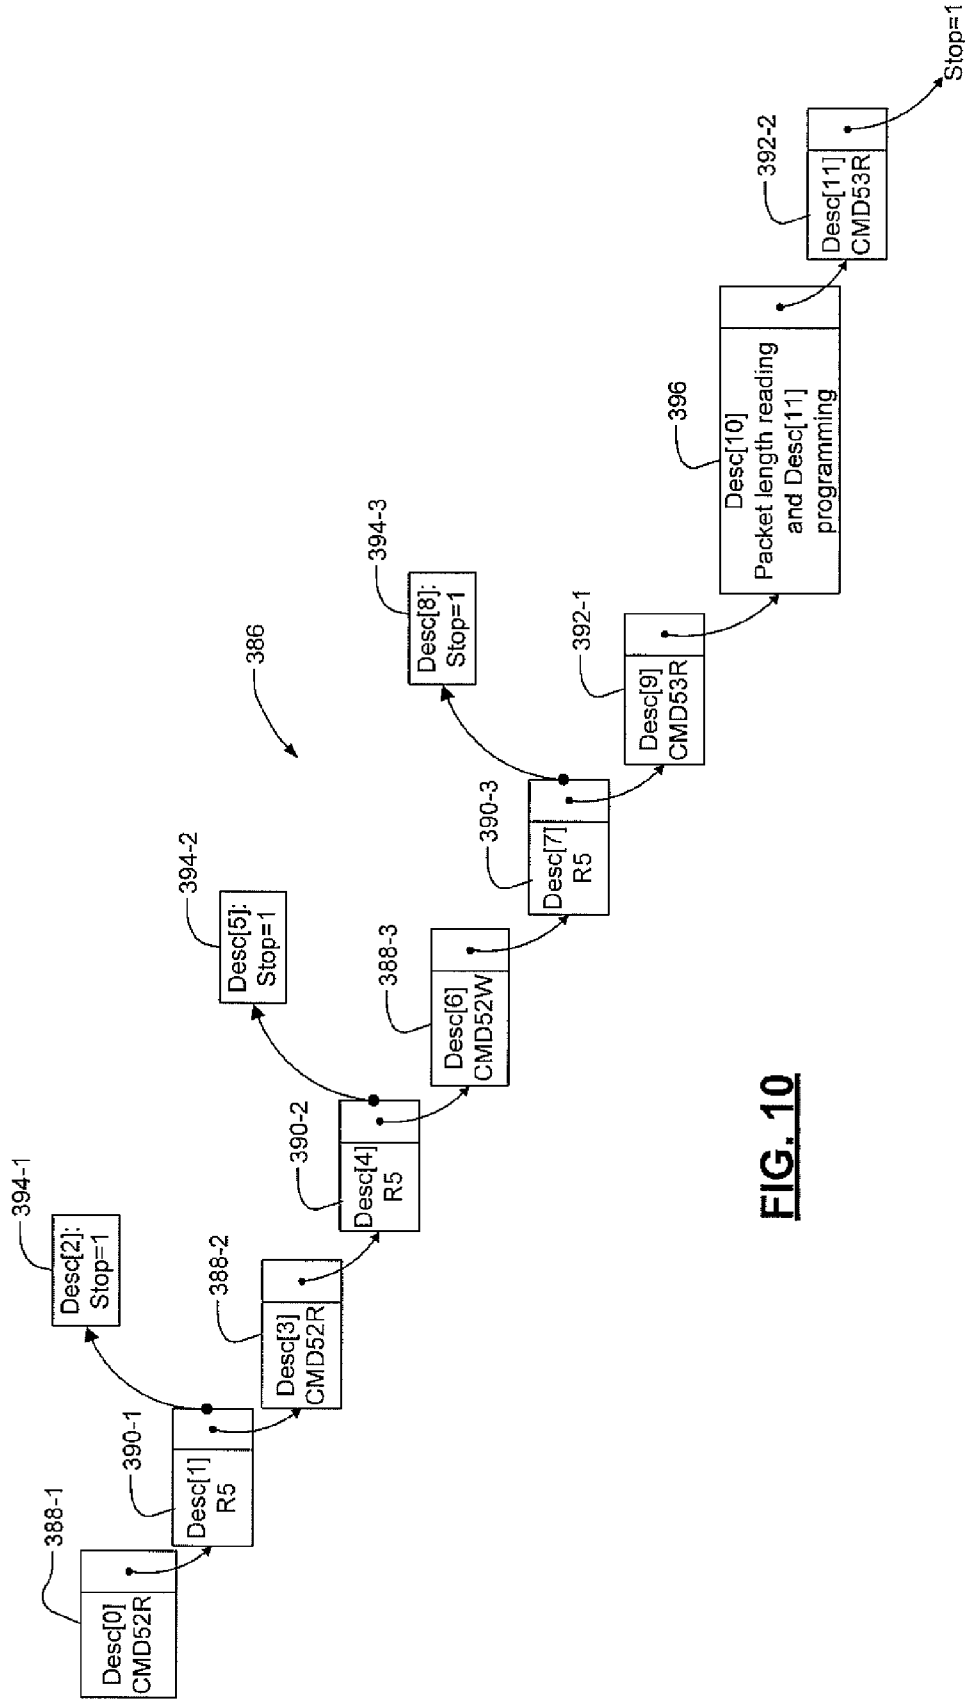 388-1
Desc[0]
CMD52R
390-1
Desc[1]
R5
394-1
Desc[2]:
Stop=1
388-2
Desc[3]
CMD52R
390-2
Desc[4]
R5
394-2
Desc[5]:
Stop=1
388-3
Desc[6]
CMD52W
390-3
Desc[7]
R5
394-3
Desc[8]:
Stop=1
386
392-1
Desc[9]
CMD53R
396
Desc[10]
Packet length reading
and Desc[11]
programming
392-2
Desc[11]
CMD53R
Stop=1
FIG. 10